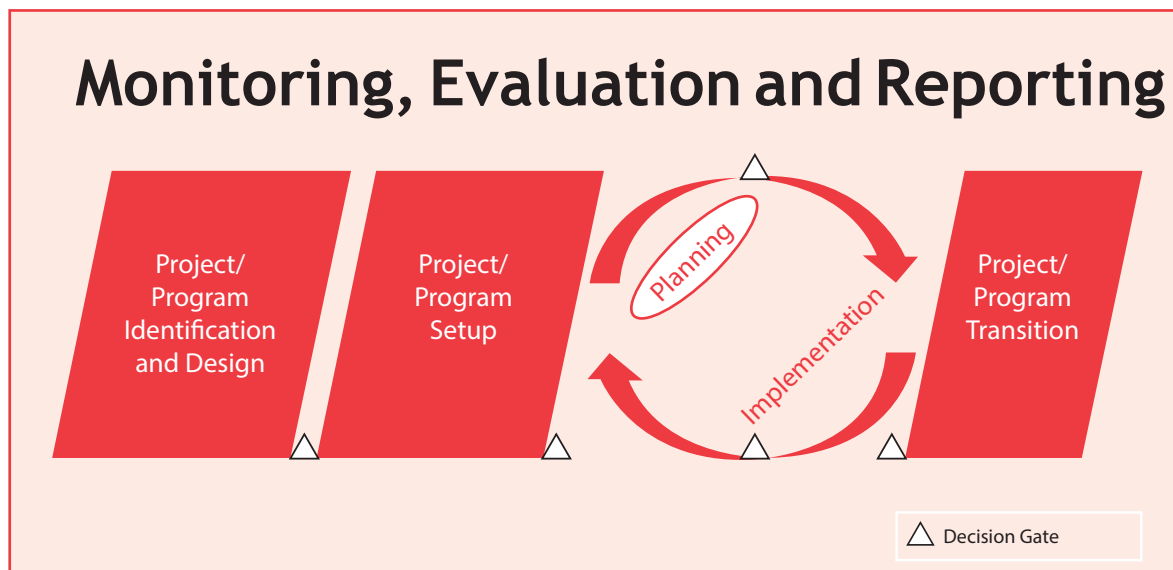 Monitoring, Evaluation and Reporting
Project/
Program
Identification
and Design
Project/
Program
Setup
Planning
Implementation
Project/
Program
Transition
Decision Gate